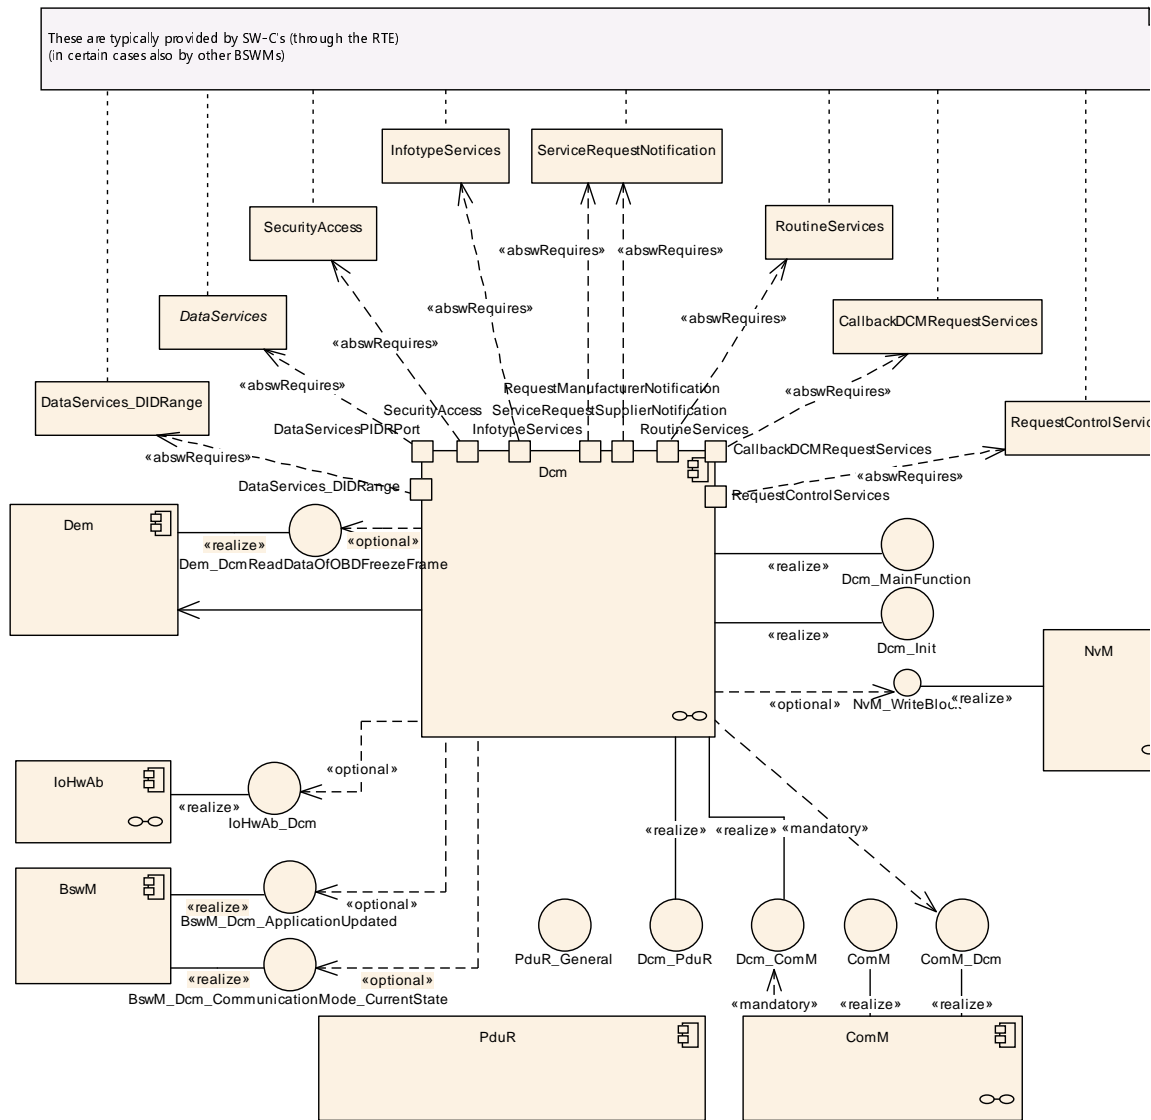 These are typically provided by SW-C's (through the RTE)
(in certain cases also by other BSWMs)
InfotypeServices
ServiceRequestNotification
SecurityAccess
RoutineServices
«abswRequires»
«abswRequires»
DataServices
«abswRequires»
«abswRequires»
CallbackDCMRequestServices
«abswRequires»
DataServices_DIDRange
«abswRequires»
RequestManufacturerNotification
«abswRequires»
SecurityAccess
ServiceRequestSupplierNotification
RequestControlServic
DataServicesPIDRPort
InfotypeServices
RoutineServices
«abswRequires»
Dcm
CallbackDCMRequestServices
«abswRequires»
DataServices_DIDRange
RequestControlServices
Dem
«realize»
«optional»
Dem_DcmReadDataOfOBDFreezeFrame
«realize»
Dcm_MainFunction
«realize»
Dcm_Init
NvM
«optional»
NvM_WriteBlock
«realize»
IoHwAb
«optional»
«realize»
IoHwAb_Dcm
«realize»
«realize»
«mandatory»
BswM
«realize»
«optional»
BswM_Dcm_ApplicationUpdated
PduR_General
Dcm_PduR
Dcm_ComM
ComM
ComM_Dcm
«realize»
«optional»
BswM_Dcm_CommunicationMode_CurrentState
«mandatory»
«realize»
«realize»
PduR
ComM